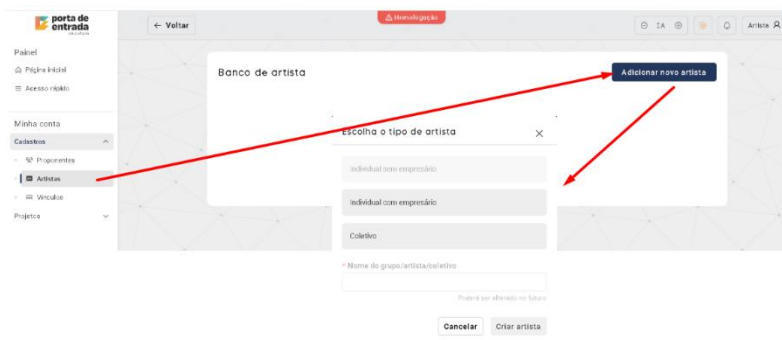 porta de
entrada
← Voltar
Homologação
Artista
Painel
Página inicial
Acesso rápido
Minha conta
Cadastros
Proponentes
Artistas
Vínculos
Projetos
Banco de artista
Adicionar novo artista
Escolha o tipo de artista
Individual sem empresário
Individual com empresário
Coletivo
* Nome do grupo/artista/coletivo
Poderá ser alterado no futuro
Cancelar
Criar artista